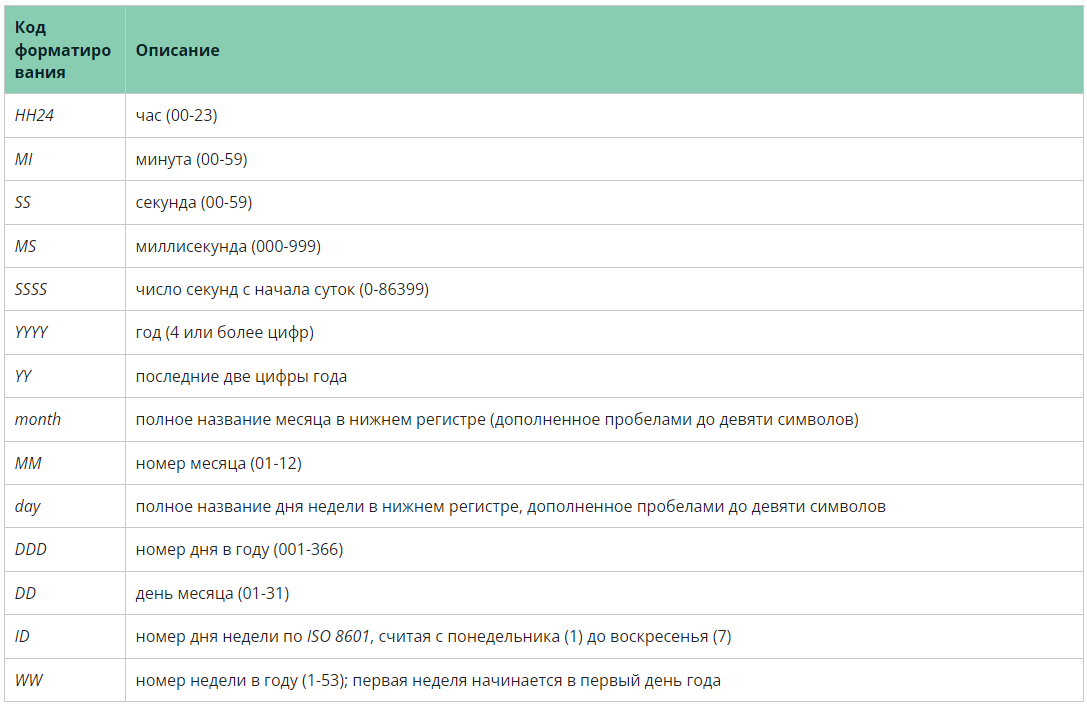 Код
форматиро
вания
Описание
HH24
час (00-23)
MI
минута (00-59)
SS
секунда (00-59)
MS
миллисекунда (000-999)
SSSS
число секунд с начала суток (0-86399)
YYYY
год (4 или более цифр)
YY
последние две цифры года
month
полное название месяца в нижнем регистре (дополненное пробелами до девяти символов)
MM
номер месяца (01-12)
day
полное название дня недели в нижнем регистре, дополненное пробелами до девяти символов
DDD
номер дня в году (001-366)
DD
день месяца (01-31)
ID
номер дня недели по ISO 8601, считая с понедельника (1) до воскресенья (7)
WW
номер недели в году (1-53); первая неделя начинается в первый день года